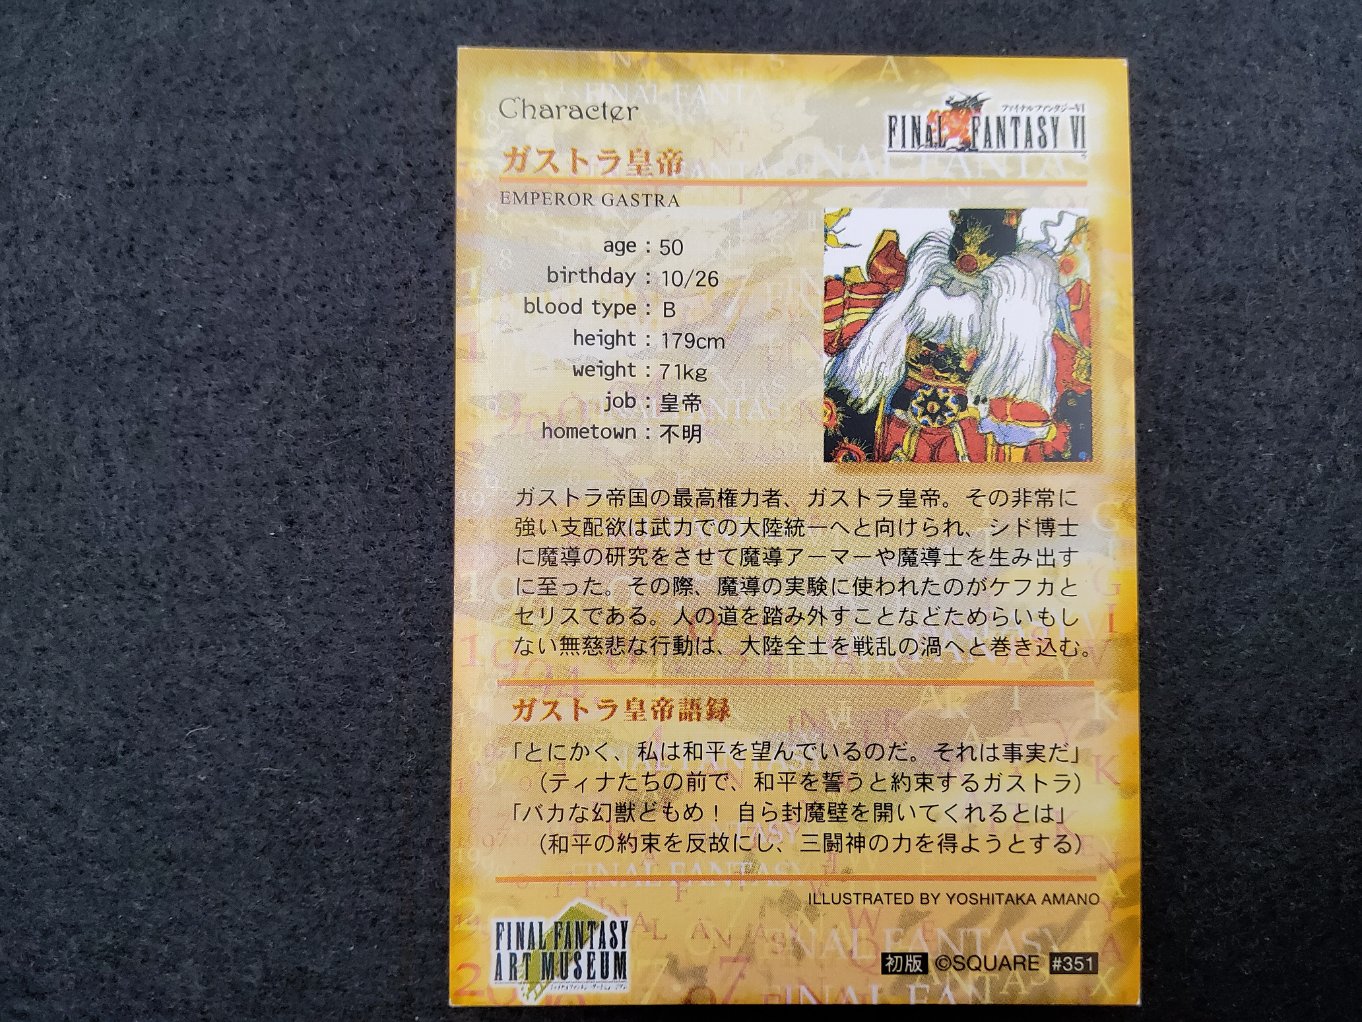 Character
ファイナルファンタジーVI
FINAL FANTASY VI
ガストラ皇帝
EMPEROR GASTRA
age : 50
birthday : 10/26
blood type : B
height : 179cm
weight : 71kg
job : 皇帝
hometown : 不明
ガストラ帝国の最高権力者、ガストラ皇帝。その非常に
強い支配欲は武力での大陸統一へと向けられ、シド博士
に魔導の研究をさせて魔導アーマーや魔導士を生み出す
に至った。その際、魔導の実験に使われたのがケフカと
セリスである。人の道を踏み外すことなどためらいもし
ない無慈悲な行動は、大陸全土を戦乱の渦へと巻き込む。
ガストラ皇帝語録
「とにかく、私は和平を望んでいるのだ。それは事実だ」
（ティナたちの前で、和平を誓うと約束するガストラ）
「バカな幻獣どもめ！ 自ら封魔壁を開いてくれるとは」
（和平の約束を反故にし、三闘神の力を得ようとする）
ILLUSTRATED BY YOSHITAKA AMANO
FINAL FANTASY
ART MUSEUM
初版 ©SQUARE #351